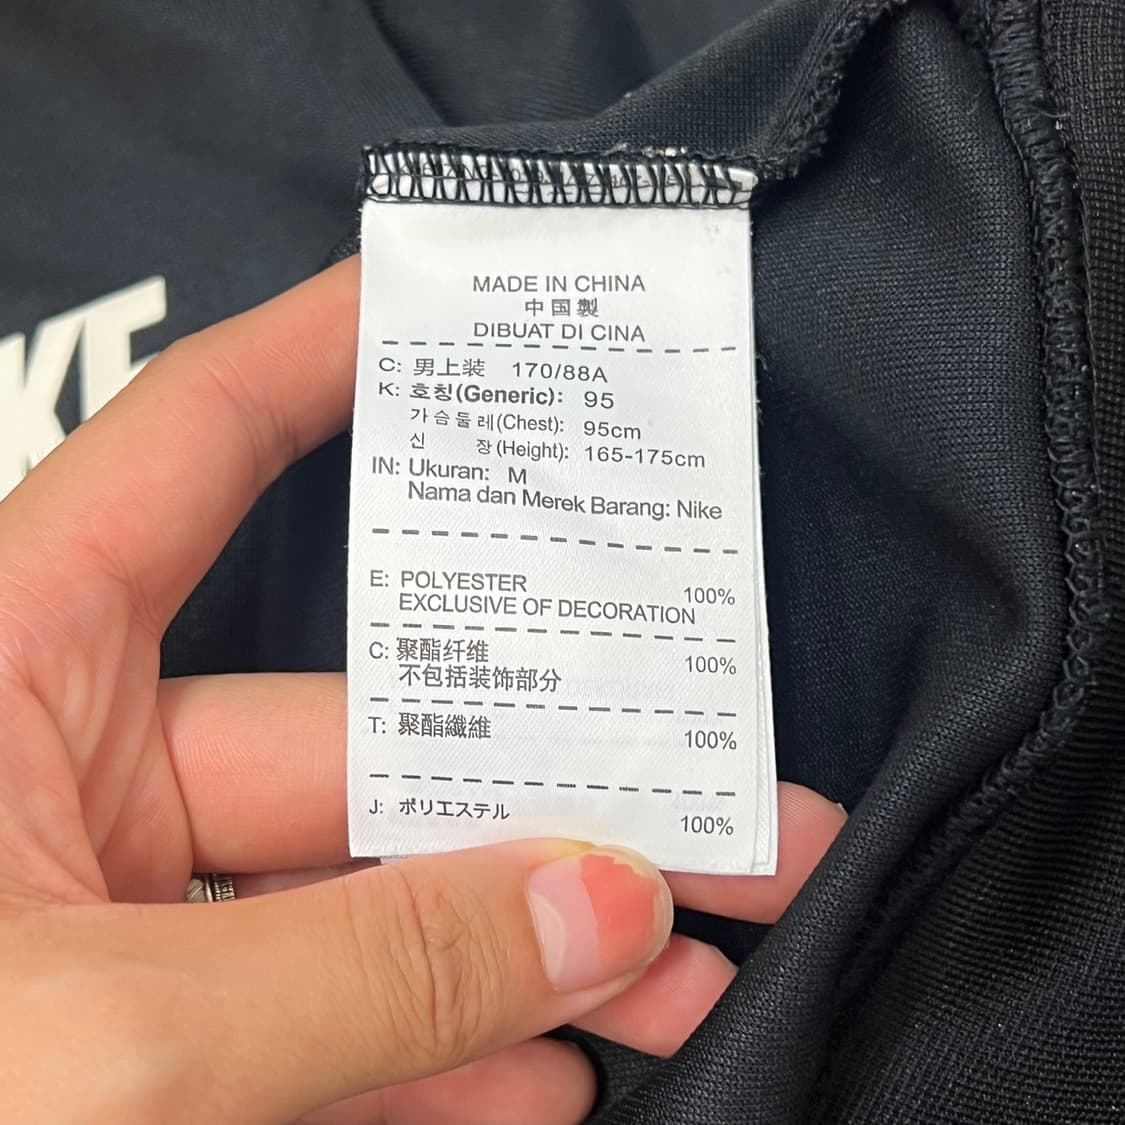 MADE IN CHINA
中国製
DIBUAT DI CINA
C: 男上装 170/88A
K: 호칭(Generic): 95
가슴둘레(Chest): 95cm
신 장(Height): 165-175cm
IN: Ukuran: M
Nama dan Merek Barang: Nike
E: POLYESTER 100%
EXCLUSIVE OF DECORATION
C: 聚酯纤维 100%
不包括装饰部分
T: 聚酯纖維 100%
J: ポリエステル 100%